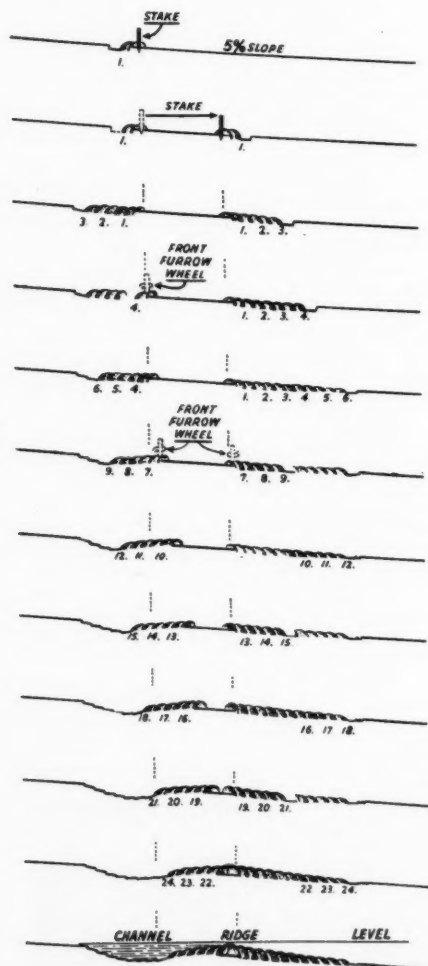 STAKE
5% SLOPE
1.
STAKE
1. 1.
3. 2. 1. 1. 2. 3.
FRONT
FURROW
WHEEL
4. 1. 2. 3. 4.
6. 5. 4. 1. 2. 3. 4. 5. 6.
FRONT
FURROW
WHEEL
9. 8. 7. 7. 8. 9.
12. 11. 10. 10. 11. 12.
15. 14. 13. 13. 14. 15.
18. 17. 16. 16. 17. 18.
21. 20. 19. 19. 20. 21.
24. 23. 22. 22. 23. 24.
CHANNEL RIDGE LEVEL